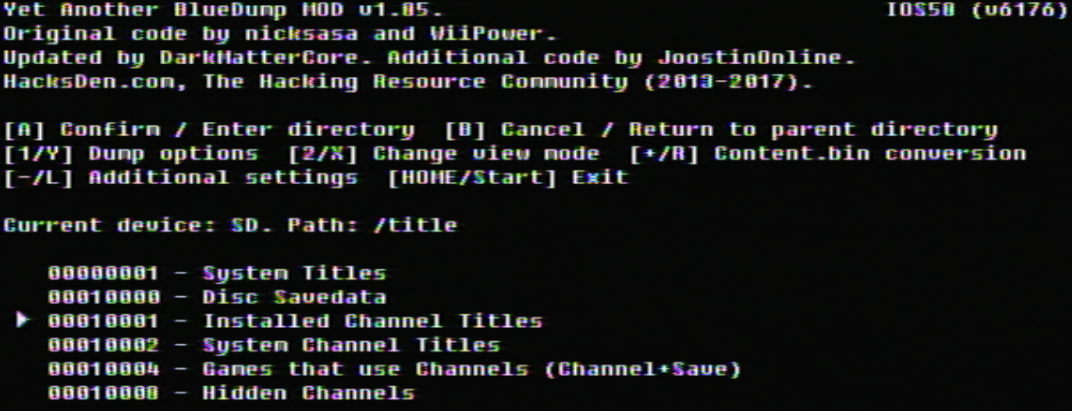 Yet Another BlueDump MOD v1.85. IOS58 (v6176)
Original code by nicksasa and WiiPower.
Updated by DarkMatterCore. Additional code by JoostinOnline.
HacksDen.com, The Hacking Resource Community (2013-2017).
[A] Confirm / Enter directory [B] Cancel / Return to parent directory
[1/Y] Dump options [2/X] Change view mode [+/R] Content.bin conversion
[-/L] Additional settings [HOME/Start] Exit
Current device: SD. Path: /title
00000001 - System Titles
00010000 - Disc Savedata
00010001 - Installed Channel Titles
00010002 - System Channel Titles
00010004 - Games that use Channels (Channel+Save)
00010008 - Hidden Channels